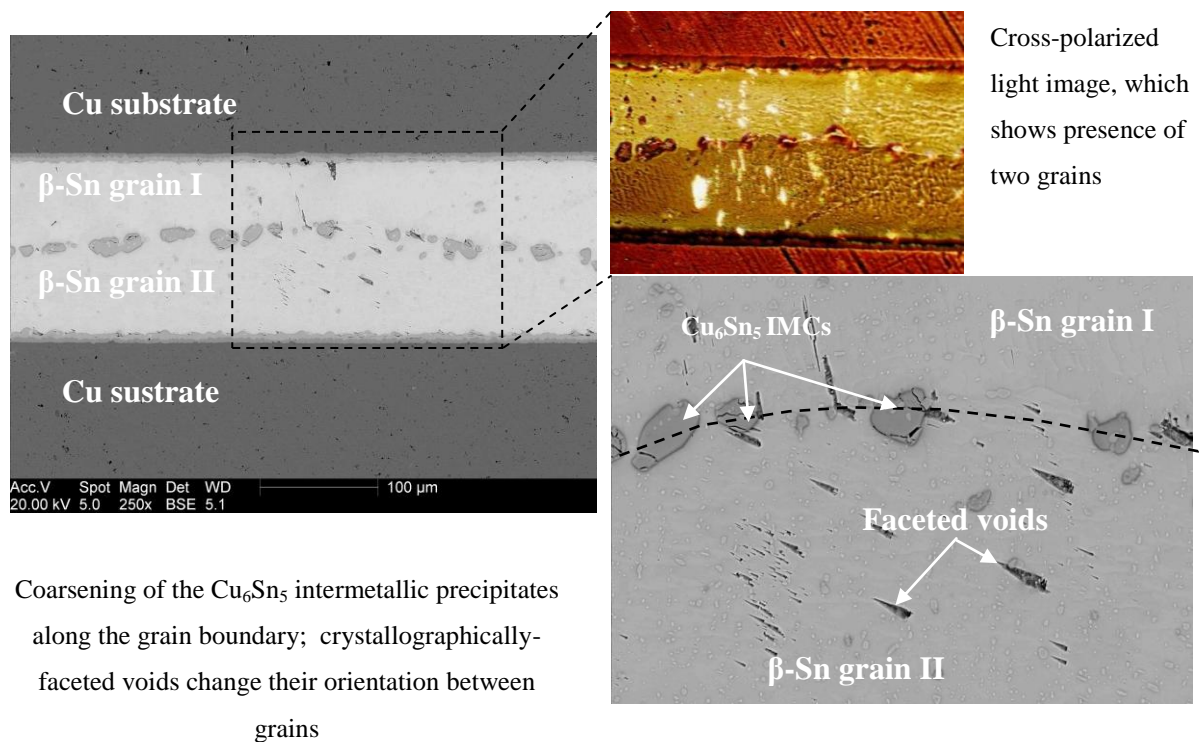 Cu substrate
β-Sn grain I
β-Sn grain II
Cu sustrate
Acc.V Spot Magn Det WD 100 µm
20.00 kV 5.0 250x BSE 5.1
Cross-polarized
light image, which
shows presence of
two grains
Cu₆Sn₅ IMCs
β-Sn grain I
Faceted voids
β-Sn grain II
Coarsening of the Cu₆Sn₅ intermetallic precipitates
along the grain boundary; crystallographically-
faceted voids change their orientation between
grains